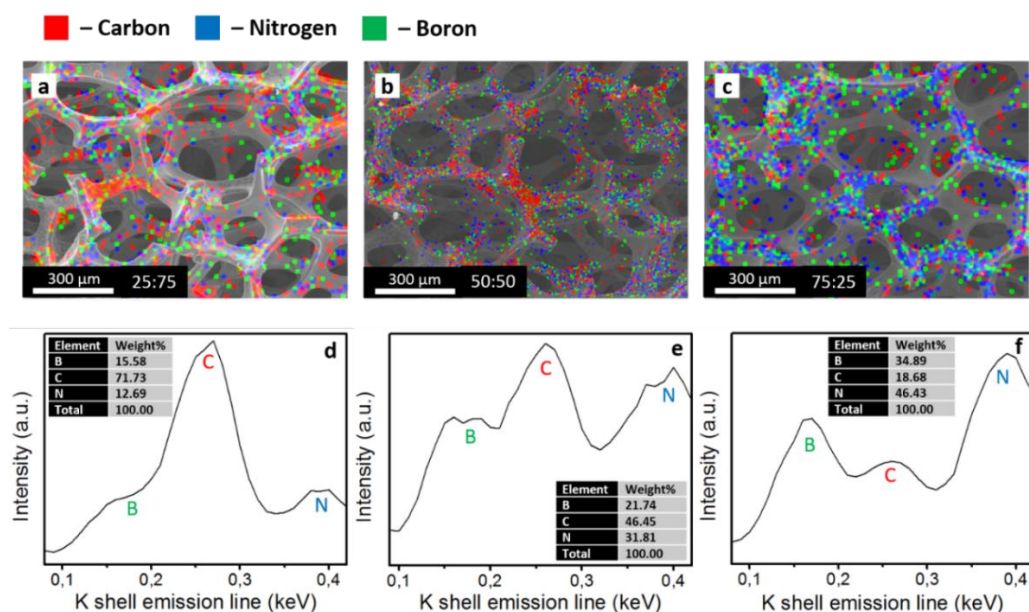 – Carbon – Nitrogen – Boron
a
300 µm 25:75
b
300 µm 50:50
c
300 µm 75:25
d
Element Weight%
B 15.58
C 71.73
N 12.69
Total 100.00
B
C
N
Intensity (a.u.)
0,1 0,2 0,3 0,4
K shell emission line (keV)
e
Element Weight%
B 21.74
C 46.45
N 31.81
Total 100.00
B
C
N
Intensity (a.u.)
0,1 0,2 0,3 0,4
K shell emission line (keV)
f
Element Weight%
B 34.89
C 18.68
N 46.43
Total 100.00
B
C
N
Intensity (a.u.)
0,1 0,2 0,3 0,4
K shell emission line (keV)